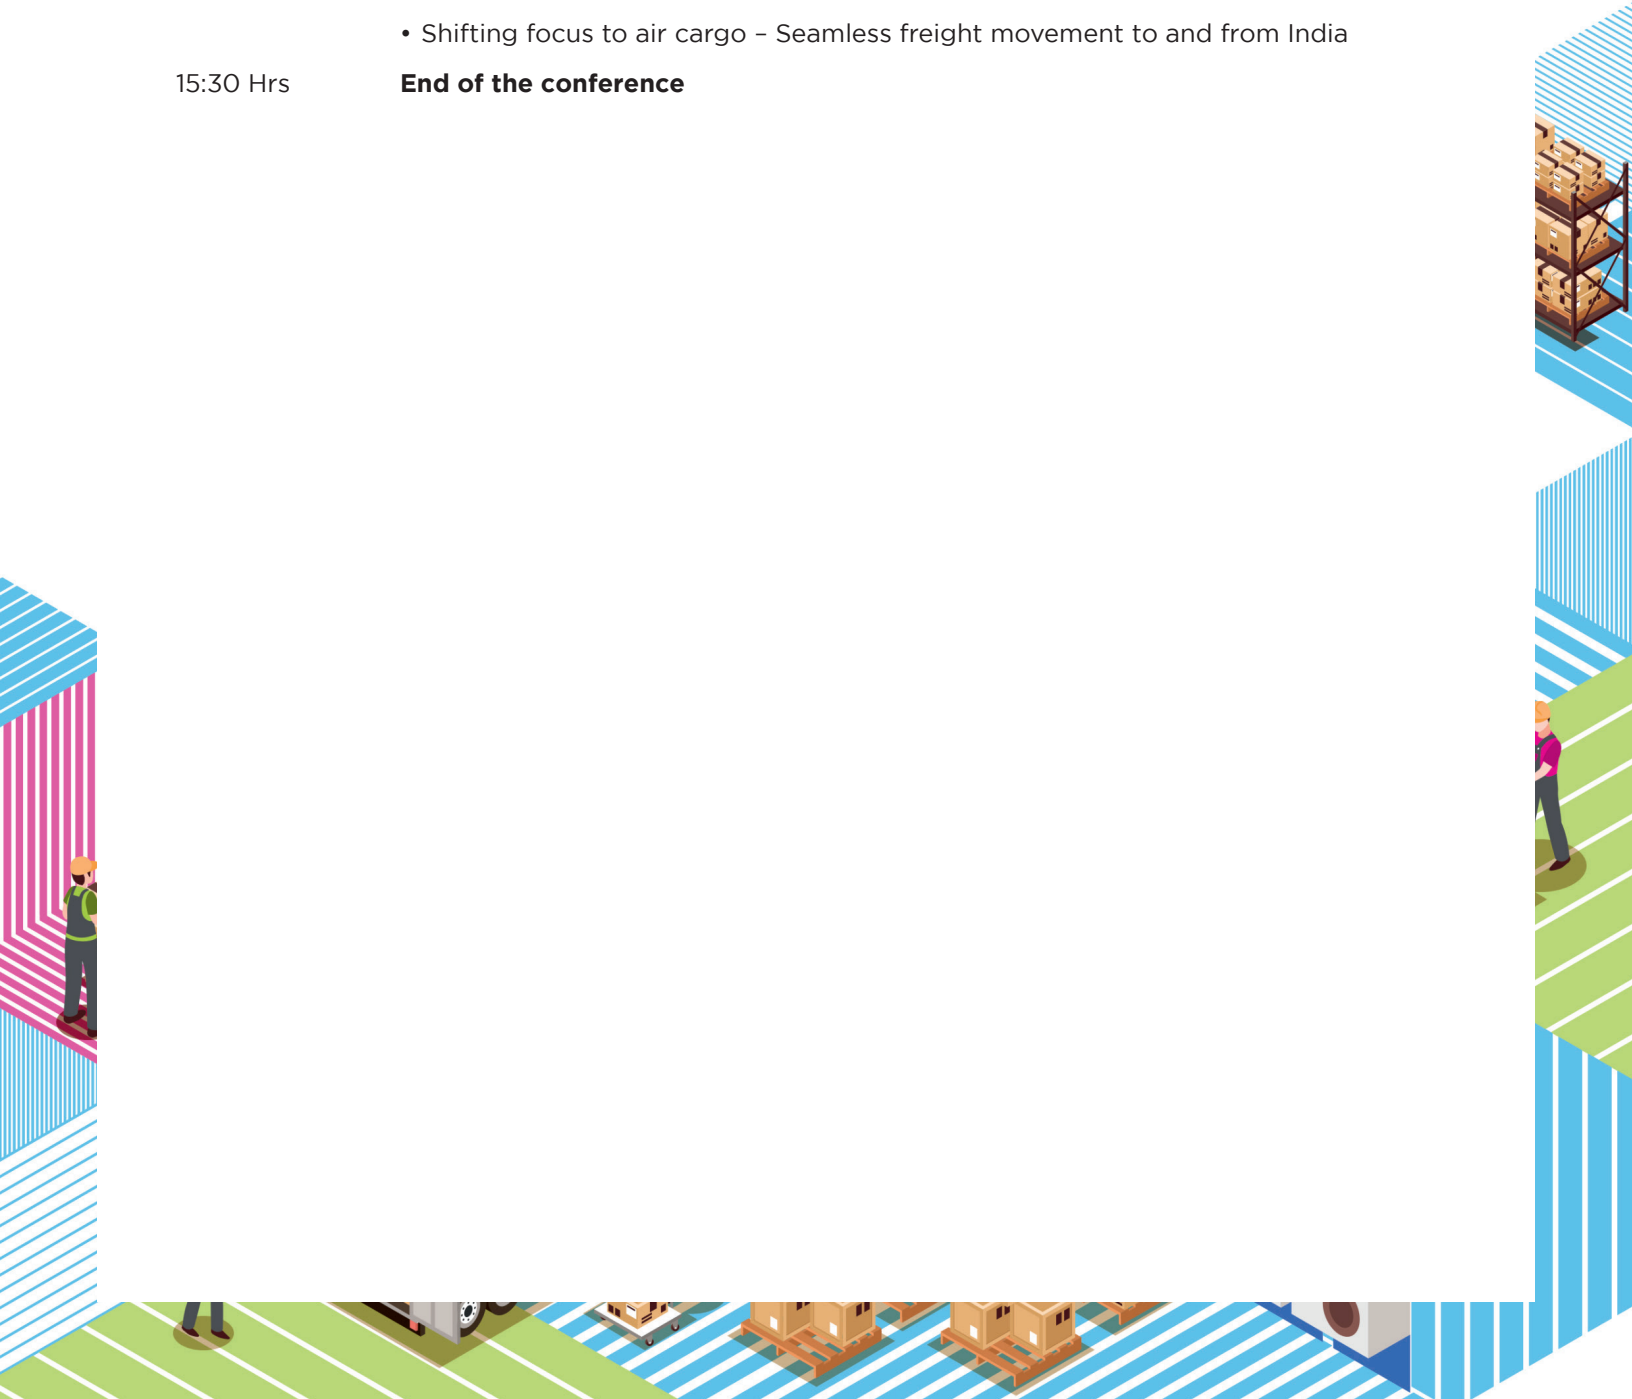 • Shifting focus to air cargo – Seamless freight movement to and from India
15:30 Hrs End of the conference